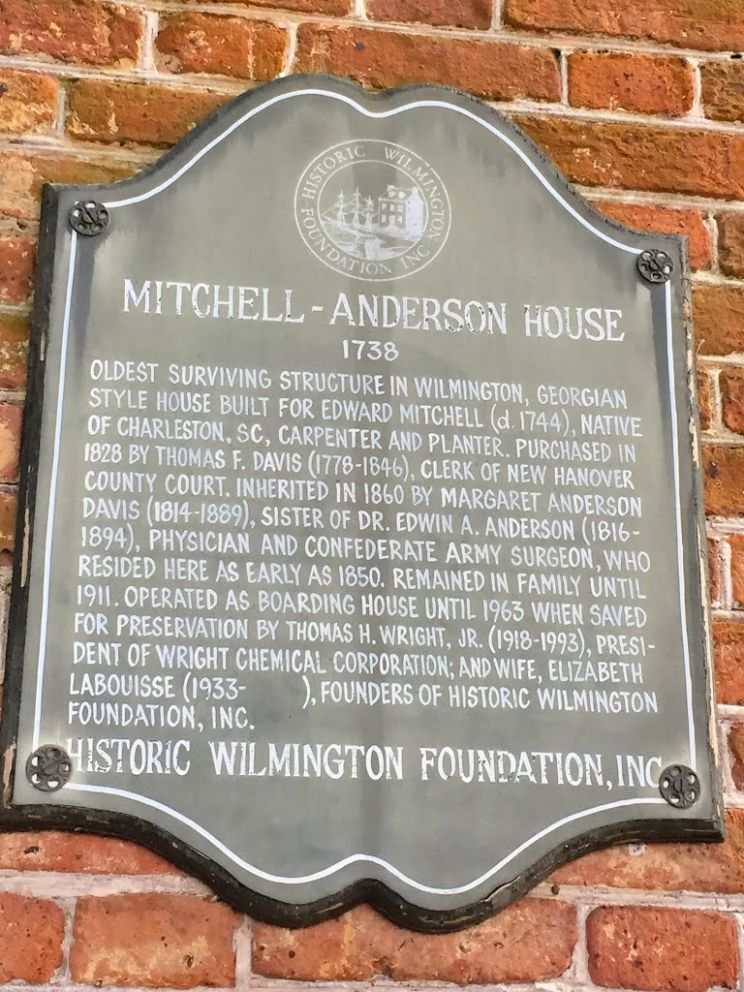 HISTORIC WILMINGTON
FOUNDATION INC
MITCHELL-ANDERSON HOUSE
1738
OLDEST SURVIVING STRUCTURE IN WILMINGTON, GEORGIAN
STYLE HOUSE BUILT FOR EDWARD MITCHELL (d. 1744), NATIVE
OF CHARLESTON, SC, CARPENTER AND PLANTER. PURCHASED IN
1828 BY THOMAS F. DAVIS (1778-1846), CLERK OF NEW HANOVER
COUNTY COURT. INHERITED IN 1860 BY MARGARET ANDERSON
DAVIS (1814-1889), SISTER OF DR. EDWIN A. ANDERSON (1816-
1894), PHYSICIAN AND CONFEDERATE ARMY SURGEON, WHO
RESIDED HERE AS EARLY AS 1850. REMAINED IN FAMILY UNTIL
1911. OPERATED AS BOARDING HOUSE UNTIL 1963 WHEN SAVED
FOR PRESERVATION BY THOMAS H. WRIGHT, JR. (1918-1993), PRESI-
DENT OF WRIGHT CHEMICAL CORPORATION; AND WIFE, ELIZABETH
LABOUISSE (1933-      ), FOUNDERS OF HISTORIC WILMINGTON
FOUNDATION, INC.
HISTORIC WILMINGTON FOUNDATION, INC